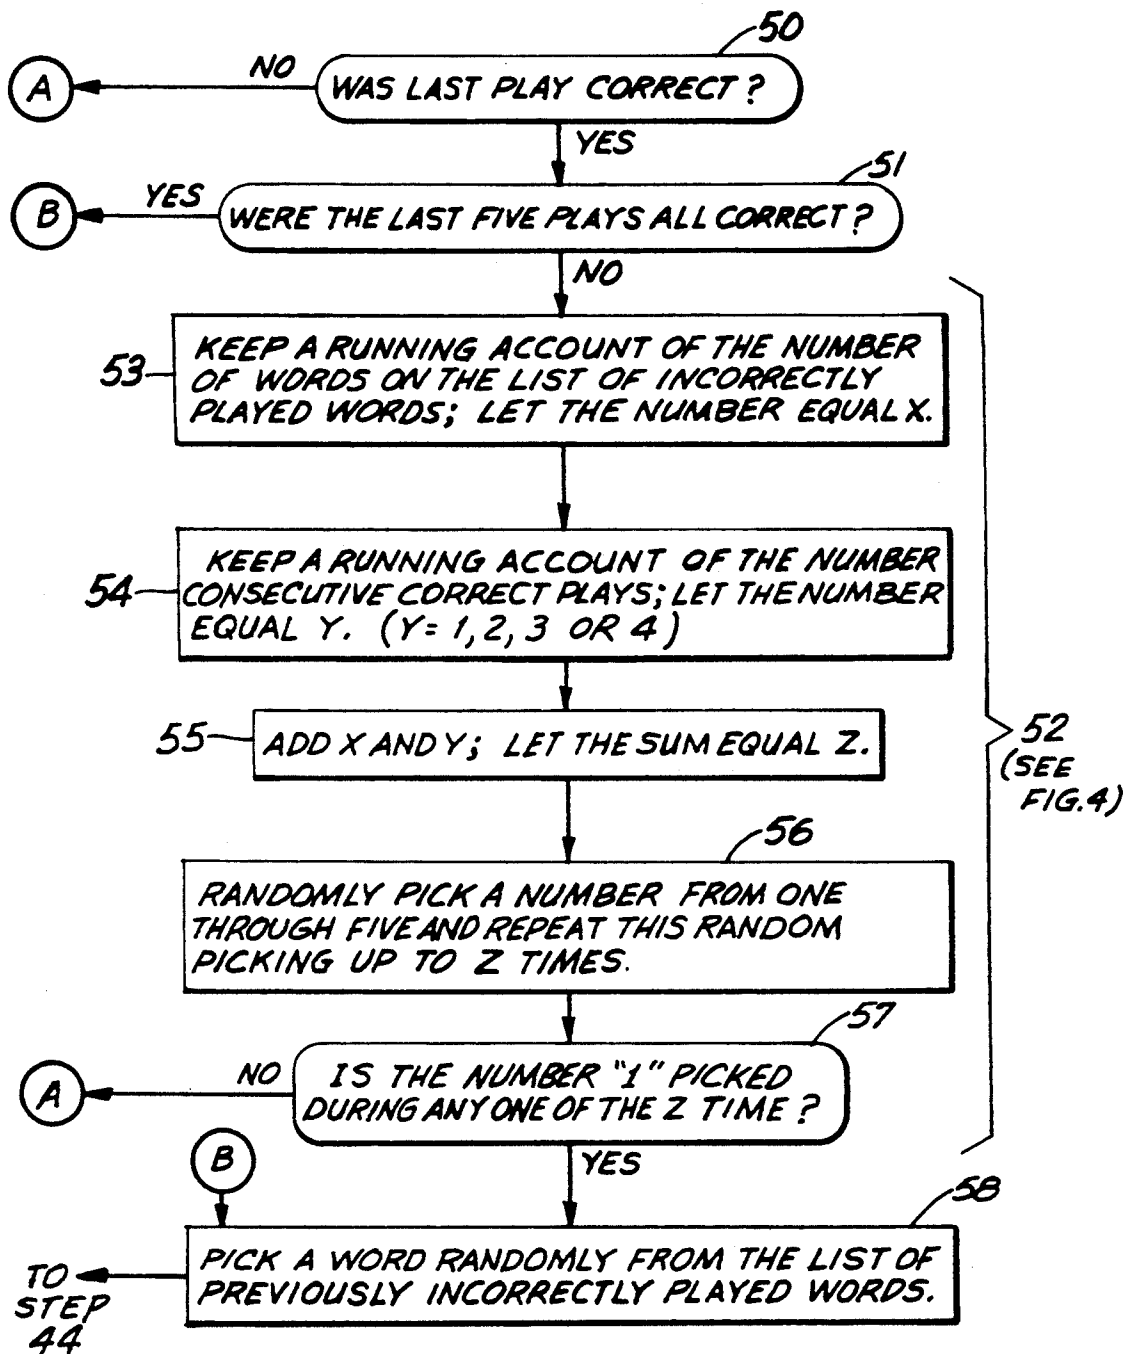 50
NO
A
WAS LAST PLAY CORRECT?
YES
51
YES
B
WERE THE LAST FIVE PLAYS ALL CORRECT?
NO
53
KEEP A RUNNING ACCOUNT OF THE NUMBER
OF WORDS ON THE LIST OF INCORRECTLY
PLAYED WORDS; LET THE NUMBER EQUAL X.
54
KEEP A RUNNING ACCOUNT OF THE NUMBER
CONSECUTIVE CORRECT PLAYS; LET THE NUMBER
EQUAL Y. (Y= 1, 2, 3 OR 4)
55
ADD X AND Y; LET THE SUM EQUAL Z.
52
(SEE
FIG.4)
56
RANDOMLY PICK A NUMBER FROM ONE
THROUGH FIVE AND REPEAT THIS RANDOM
PICKING UP TO Z TIMES.
57
NO
A
IS THE NUMBER "1" PICKED
DURING ANY ONE OF THE Z TIME?
B
YES
58
PICK A WORD RANDOMLY FROM THE LIST OF
PREVIOUSLY INCORRECTLY PLAYED WORDS.
TO
STEP
44